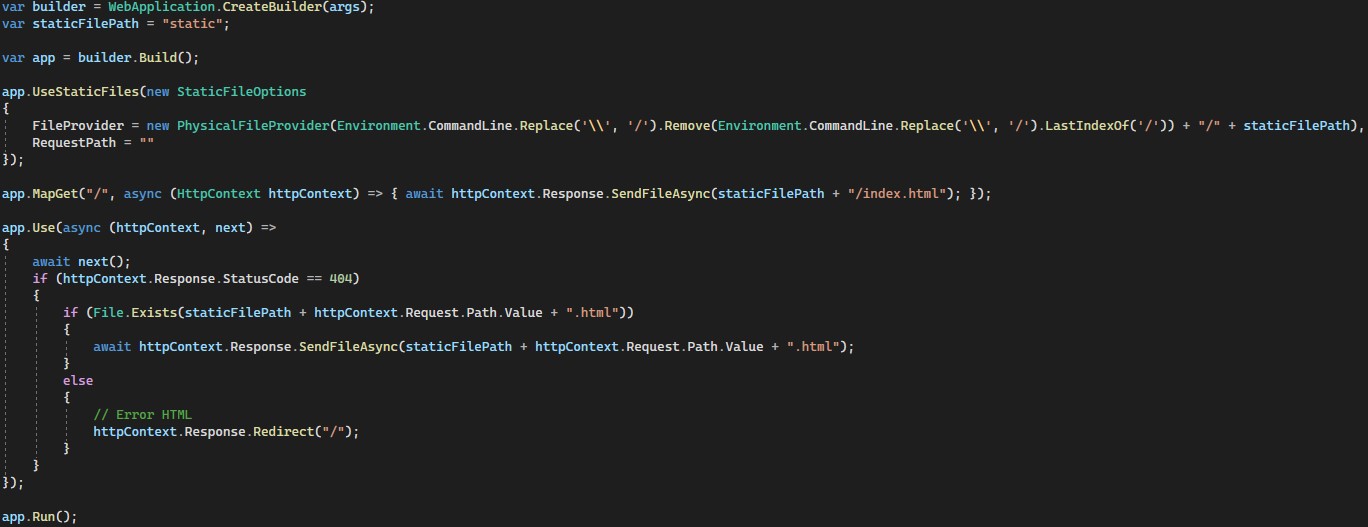 var builder = WebApplication.CreateBuilder(args);
var staticFilePath = "static";

var app = builder.Build();

app.UseStaticFiles(new StaticFileOptions
{
    FileProvider = new PhysicalFileProvider(Environment.CommandLine.Replace('\\', '/').Remove(Environment.CommandLine.Replace('\\', '/').LastIndexOf('/')) + "/" + staticFilePath),
    RequestPath = ""
});

app.MapGet("/", async (HttpContext httpContext) => { await httpContext.Response.SendFileAsync(staticFilePath + "/index.html"); });

app.Use(async (httpContext, next) =>
{
    await next();
    if (httpContext.Response.StatusCode == 404)
    {
        if (File.Exists(staticFilePath + httpContext.Request.Path.Value + ".html"))
        {
            await httpContext.Response.SendFileAsync(staticFilePath + httpContext.Request.Path.Value + ".html");
        }
        else
        {
            // Error HTML
            httpContext.Response.Redirect("/");
        }
    }
});

app.Run();